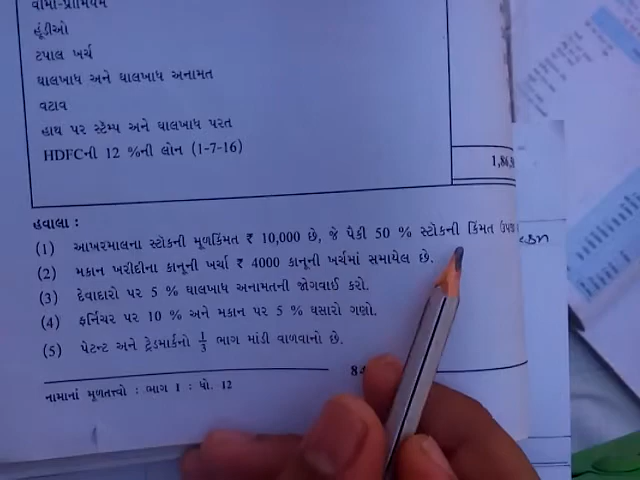 વીમા-પ્રીમિયમ
હૂંડીઓ
ટપાલ ખર્ચ
ઘાલખાધ અને ઘાલખાધ અનામત
વટાવ
હાથ પર સ્ટેમ્પ અને ઘાલખાધ પરત
HDFCની 12 %ની લોન (1-7-16)
હવાલા :
(1) આખરમાલના સ્ટૉકની મૂળકિંમત ₹ 10,000 છે, જે પૈકી 50 % સ્ટૉકની કિંમત
(2) મકાન ખરીદીના કાનૂની ખર્ચા ₹ 4000 કાનૂની ખર્ચમાં સમાયેલ છે.
(3) દેવાદારો પર 5 % ઘાલખાધ અનામતની જોગવાઈ કરો.
(4) ફર્નિચર પર 10 % અને મકાન પર 5 % ઘસારો ગણો.
(5) પેટન્ટ અને ટ્રેડમાર્કનો 1/3 ભાગ માંડી વાળવાનો છે.
નામાનાં મૂળતત્ત્વો : ભાગ 1 : ધો. 12